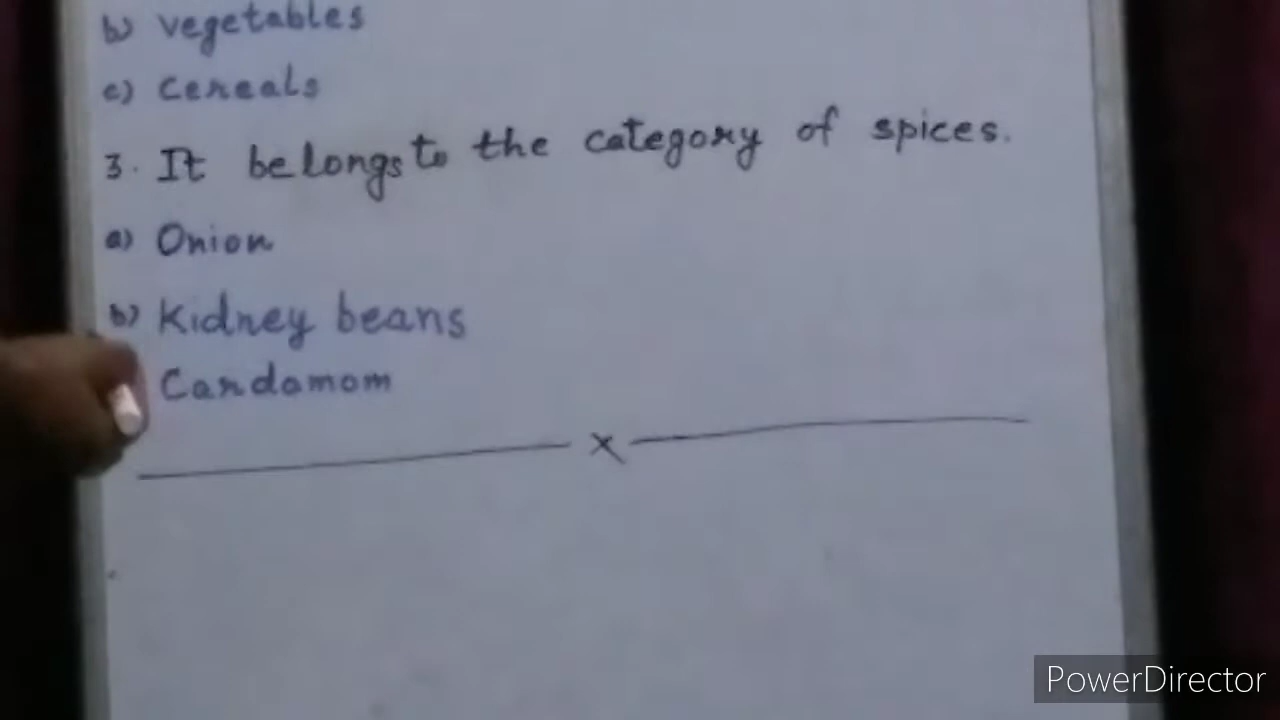 b) vegetables
c) cereals
3. It belongs to the category of spices.
a) Onion
b) Kidney beans
Cardamom
x
PowerDirector